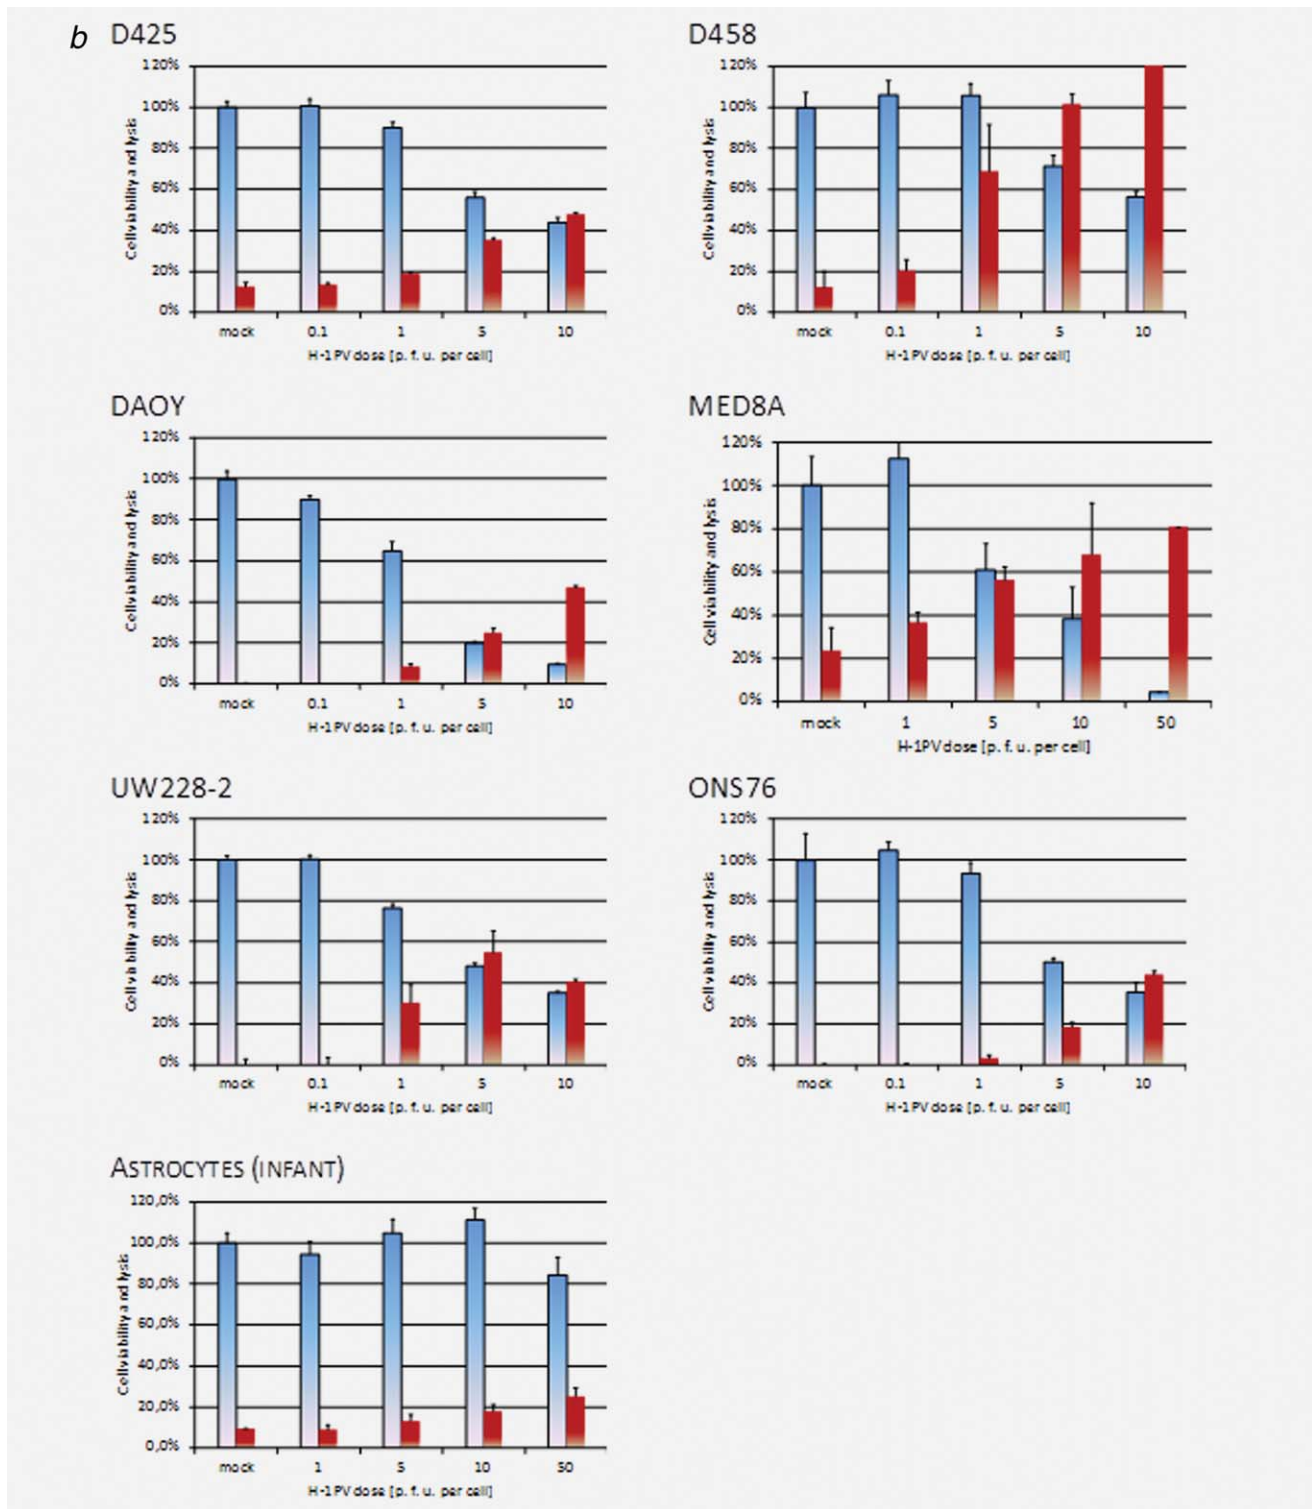 b
D425
120%
100%
80%
60%
40%
20%
0%
Cell viability and lysis
mock 0.1 1 5 10
H-1PV dose [p. f. u. per cell]
D458
120%
100%
80%
60%
40%
20%
0%
Cell viability and lysis
mock 0.1 1 5 10
H-1PV dose [p. f. u. per cell]
DAOY
120%
100%
80%
60%
40%
20%
0%
Cell viability and lysis
mock 0.1 1 5 10
H-1PV dose [p. f. u. per cell]
MED8A
120%
100%
80%
60%
40%
20%
0%
Cell viability and lysis
mock 1 5 10 50
H-1PV dose [p. f. u. per cell]
UW228-2
120%
100%
80%
60%
40%
20%
0%
Cell viability and lysis
mock 0.1 1 5 10
H-1PV dose [p. f. u. per cell]
ONS76
120%
100%
80%
60%
40%
20%
0%
Cell viability and lysis
mock 0.1 1 5 10
H-1PV dose [p. f. u. per cell]
ASTROCYTES (INFANT)
120,0%
100,0%
80,0%
60,0%
40,0%
20,0%
0,0%
Cell viability and lysis
mock 1 5 10 50
H-1PV dose [p. f. u. per cell]